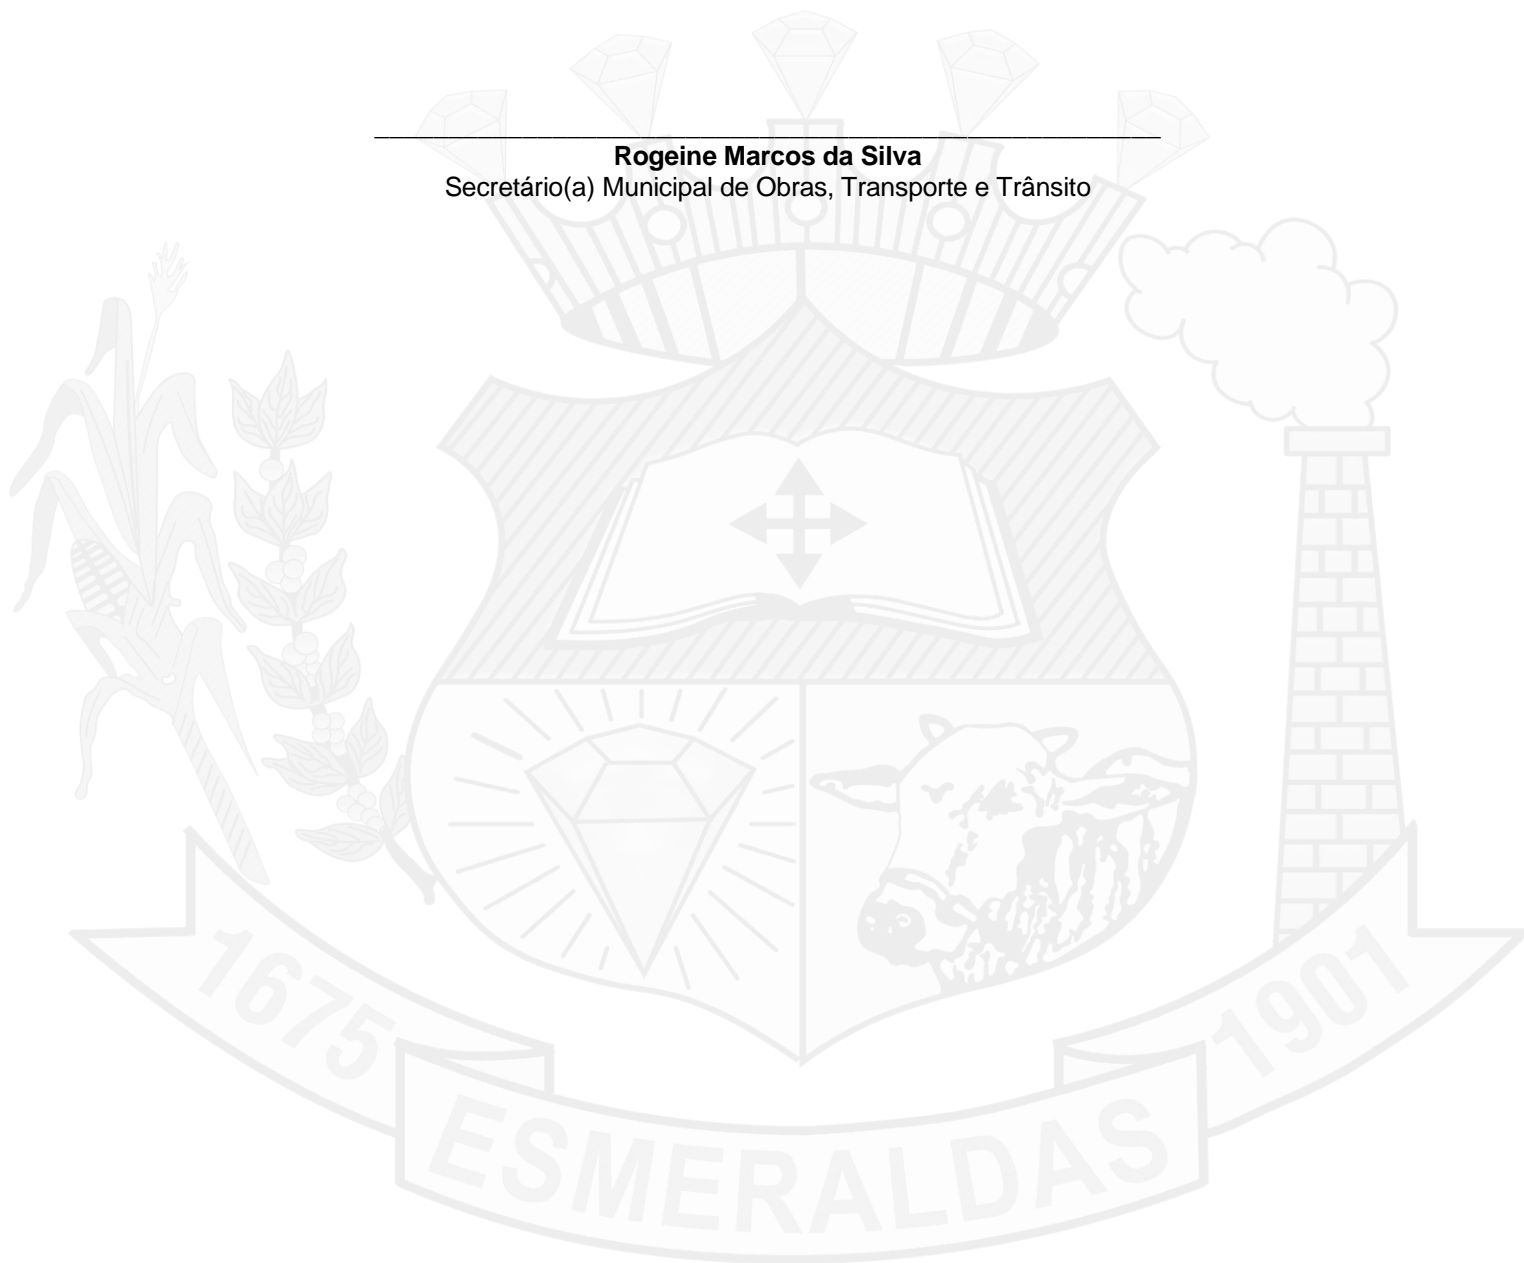 Rogeine Marcos da Silva
Secretário(a) Municipal de Obras, Transporte e Trânsito
1675
1901
ESMERALDAS